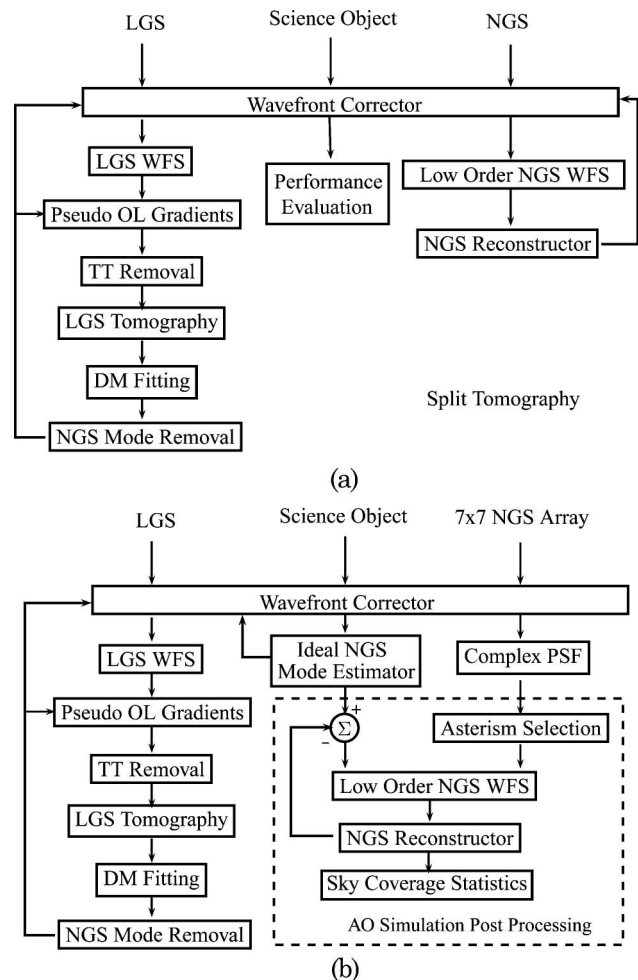 LGS
Science Object
NGS
Wavefront Corrector
LGS WFS
Pseudo OL Gradients
TT Removal
LGS Tomography
DM Fitting
NGS Mode Removal
Performance
Evaluation
Low Order NGS WFS
NGS Reconstructor
Split Tomography
(a)
LGS
Science Object
7x7 NGS Array
Wavefront Corrector
LGS WFS
Pseudo OL Gradients
TT Removal
LGS Tomography
DM Fitting
NGS Mode Removal
Ideal NGS
Mode Estimator
Complex PSF
+
Σ
-
Asterism Selection
Low Order NGS WFS
NGS Reconstructor
Sky Coverage Statistics
AO Simulation Post Processing
(b)